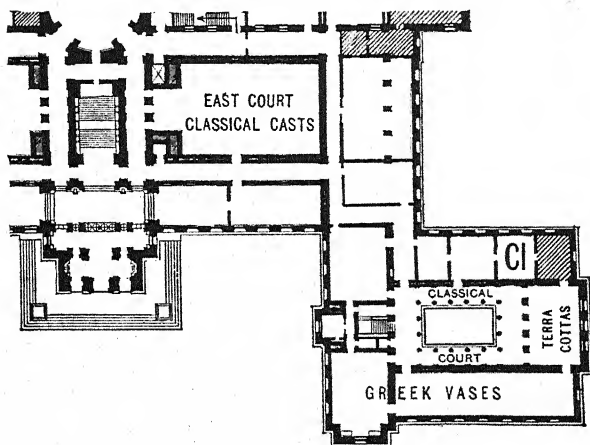 EAST COURT
CLASSICAL CASTS
CI
CLASSICAL
COURT
TERRA
COTTAS
GREEK VASES